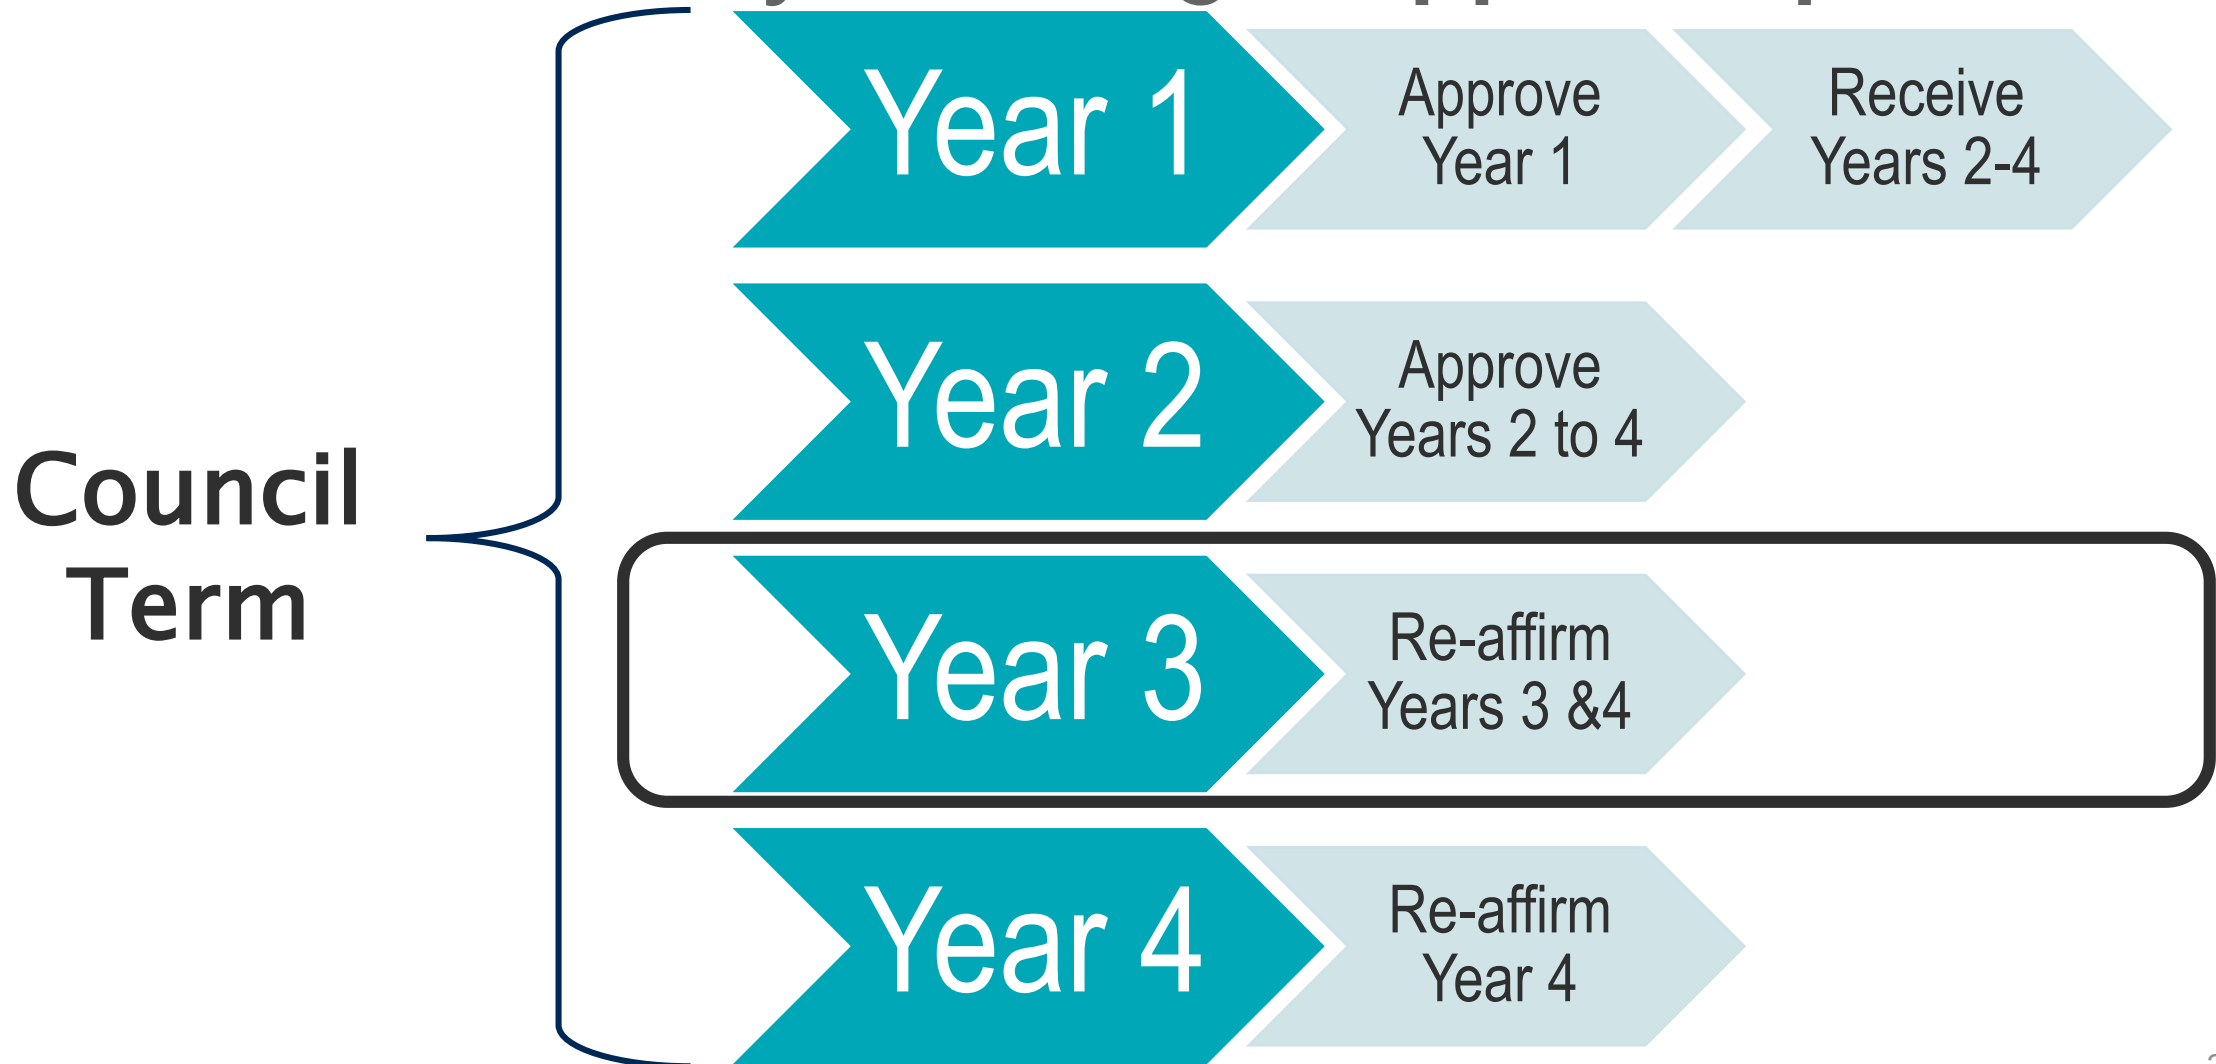 Council
Term
Year 1
Approve
Year 1
Receive
Years 2-4
Year 2
Approve
Years 2 to 4
Year 3
Re-affirm
Years 3 &4
Year 4
Re-affirm
Year 4